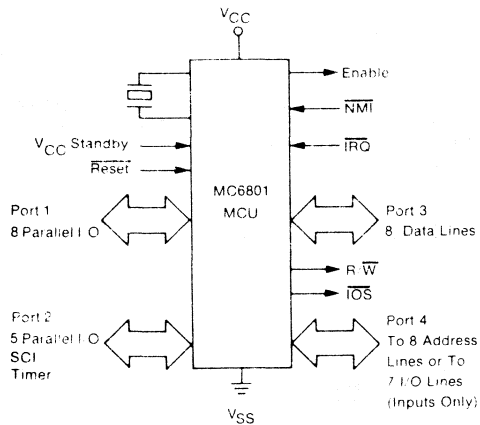 VCC
Enable
NMI
VCC Standby
IRQ
Reset
MC6801
MCU
Port 1
8 Parallel I O
Port 3
8 Data Lines
R/W
IOS
Port 2
5 Parallel I O
SCI
Timer
Port 4
To 8 Address
Lines or To
7 I/O Lines
(Inputs Only)
VSS